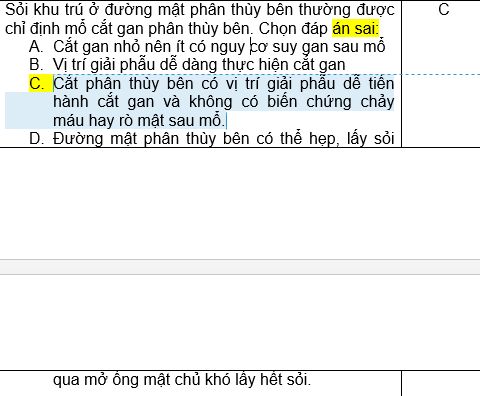 Sỏi khu trú ở đường mật phân thùy bên thường được
chỉ định mổ cắt gan phân thùy bên. Chọn đáp án sai:
A. Cắt gan nhỏ nên ít có nguy cơ suy gan sau mổ
B. Vị trí giải phẫu dễ dàng thực hiện cắt gan
C. Cắt phân thùy bên có vị trí giải phẫu dễ tiến
hành cắt gan và không có biến chứng chảy
máu hay rò mật sau mổ.
D. Đường mật phân thùy bên có thể hẹp, lấy sỏi
qua mở ống mật chủ khó lấy hết sỏi.
C